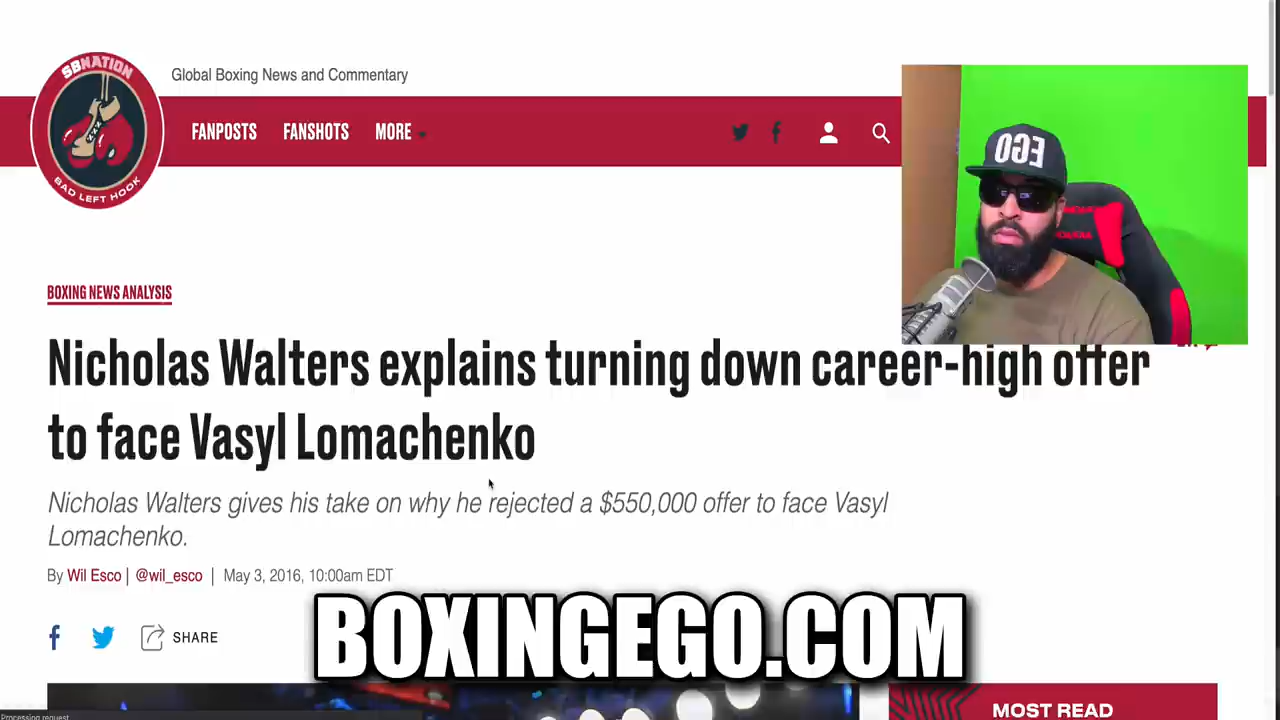 SBNATION
BAD LEFT HOOK
Global Boxing News and Commentary
FANPOSTS FANSHOTS MORE
EGO
BOXING NEWS ANALYSIS
Nicholas Walters explains turning down career-high offer
to face Vasyl Lomachenko
Nicholas Walters gives his take on why he rejected a $550,000 offer to face Vasyl
Lomachenko.
By Wil Esco | @wil_esco | May 3, 2016, 10:00am EDT
SHARE
BOXINGEGO.COM
MOST READ
Processing request